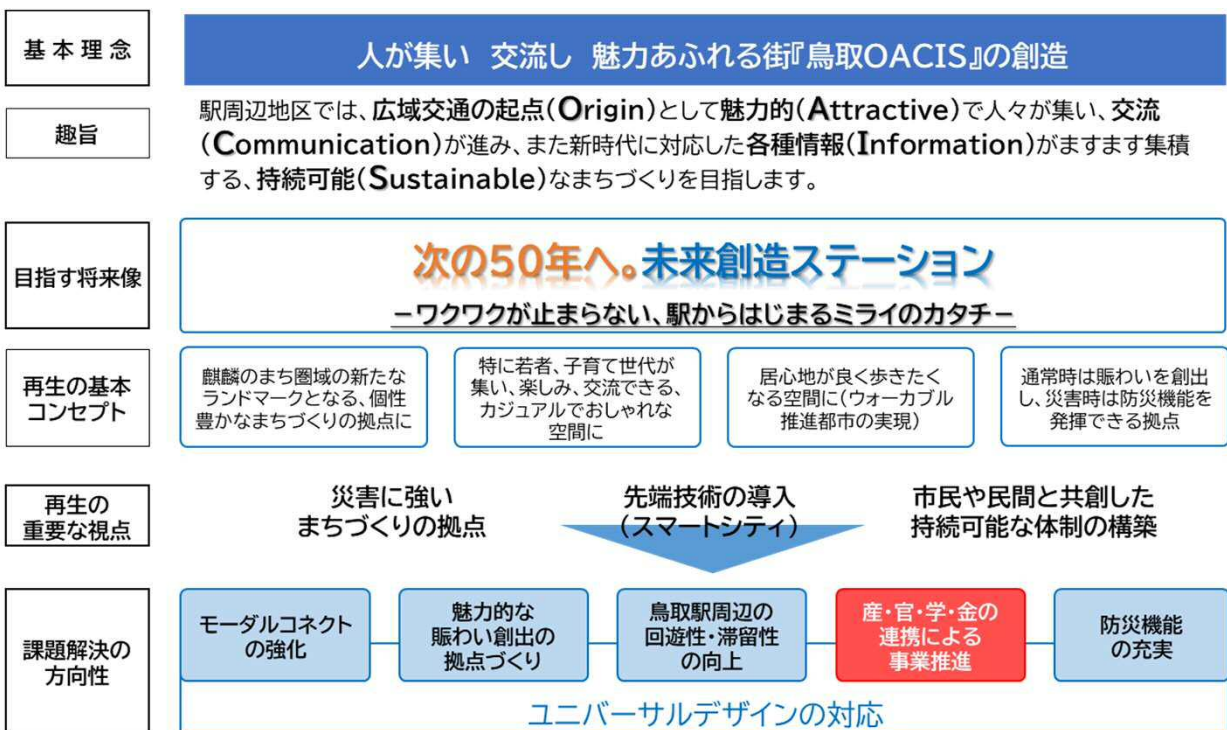 基本理念
人が集い 交流し 魅力あふれる街『鳥取OACIS』の創造
趣旨
駅周辺地区では、広域交通の起点(Origin)として魅力的(Attractive)で人々が集い、交流
(Communication)が進み、また新時代に対応した各種情報(Information)がますます集積
する、持続可能(Sustainable)なまちづくりを目指します。
目指す将来像
次の50年へ。未来創造ステーション
－ワクワクが止まらない、駅からはじまるミライのカタチ－
再生の基本
コンセプト
麒麟のまち圏域の新たな
ランドマークとなる、個性
豊かなまちづくりの拠点に
特に若者、子育て世代が
集い、楽しみ、交流できる、
カジュアルでおしゃれな
空間に
居心地が良く歩きたく
なる空間に(ウォーカブル
推進都市の実現)
通常時は賑わいを創出
し、災害時は防災機能を
発揮できる拠点
再生の
重要な視点
災害に強い
まちづくりの拠点
先端技術の導入
(スマートシティ)
市民や民間と共創した
持続可能な体制の構築
課題解決の
方向性
モーダルコネクト
の強化
魅力的な
賑わい創出の
拠点づくり
鳥取駅周辺の
回遊性・滞留性
の向上
産・官・学・金の
連携による
事業推進
防災機能
の充実
ユニバーサルデザインの対応